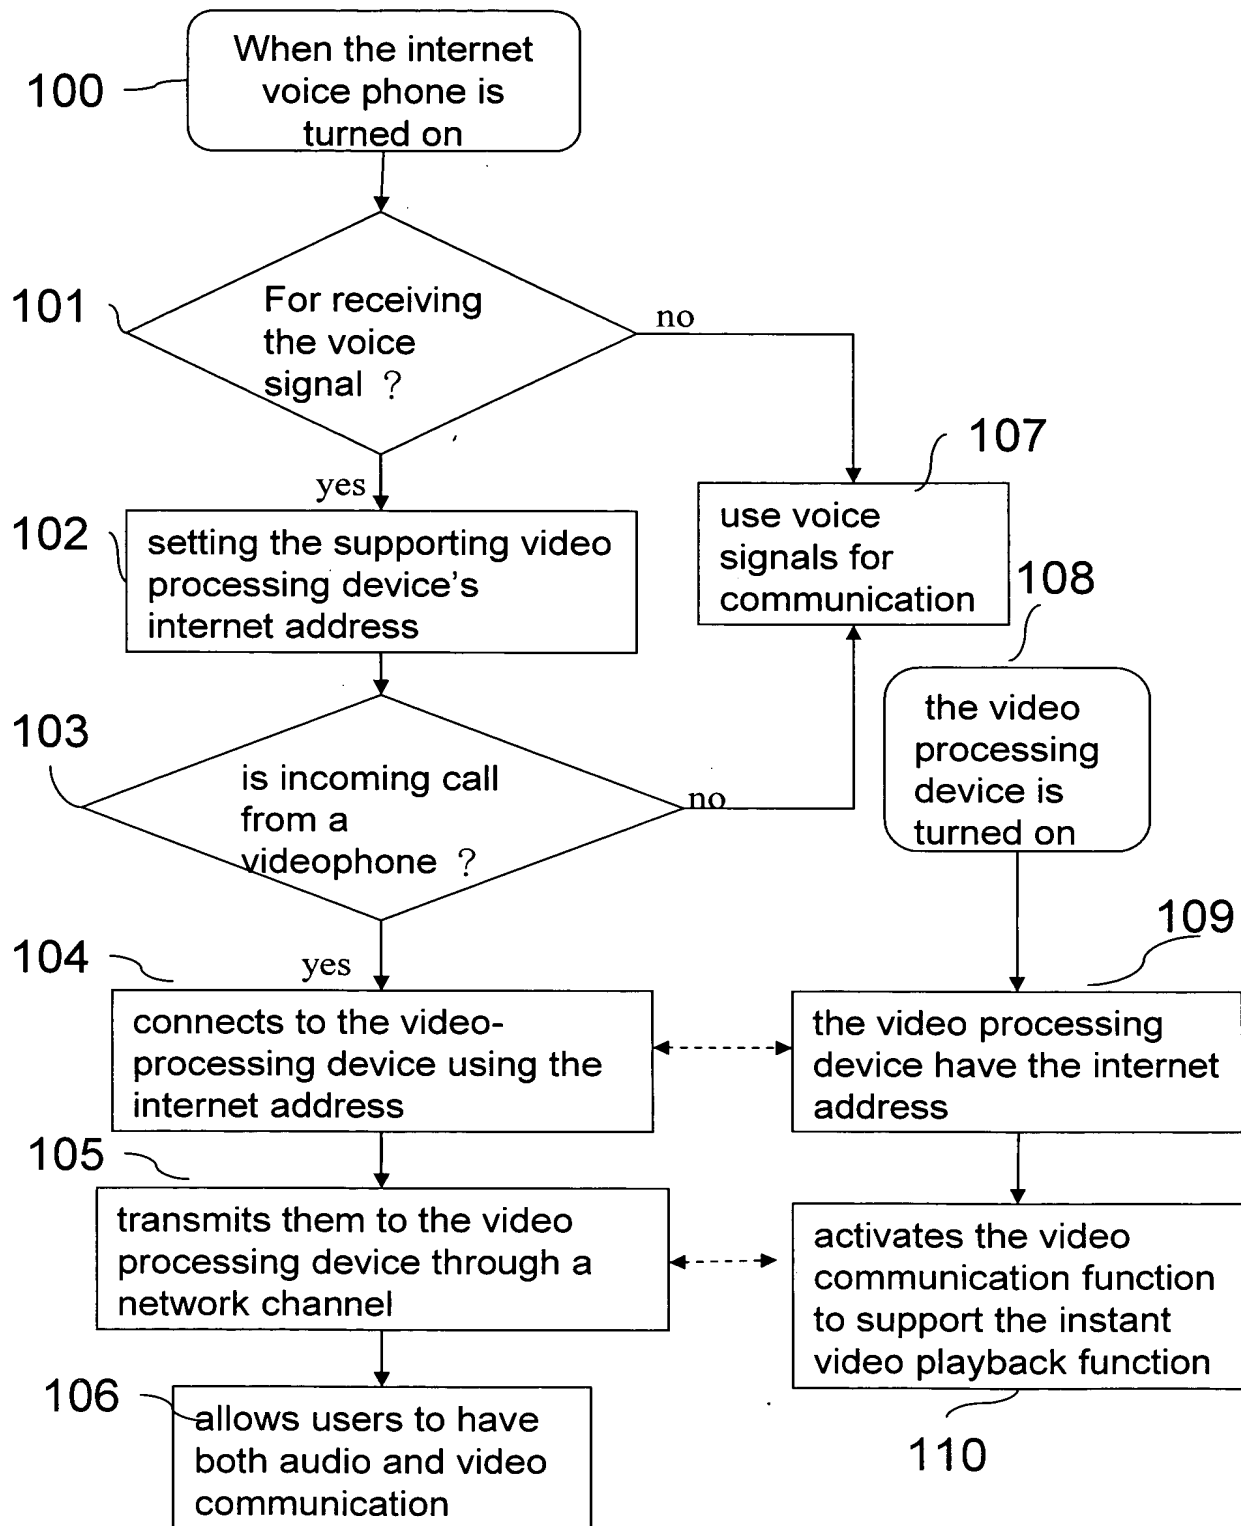 When the internet
voice phone is
turned on
100
101
For receiving
the voice
signal ?
no
yes
107
use voice
signals for
communication
102
setting the supporting video
processing device's
internet address
108
the video
processing
device is
turned on
103
is incoming call
from a
videophone ?
no
yes
104
connects to the video-
processing device using the
internet address
109
the video processing
device have the internet
address
105
transmits them to the video
processing device through a
network channel
activates the video
communication function
to support the instant
video playback function
110
106
allows users to have
both audio and video
communication